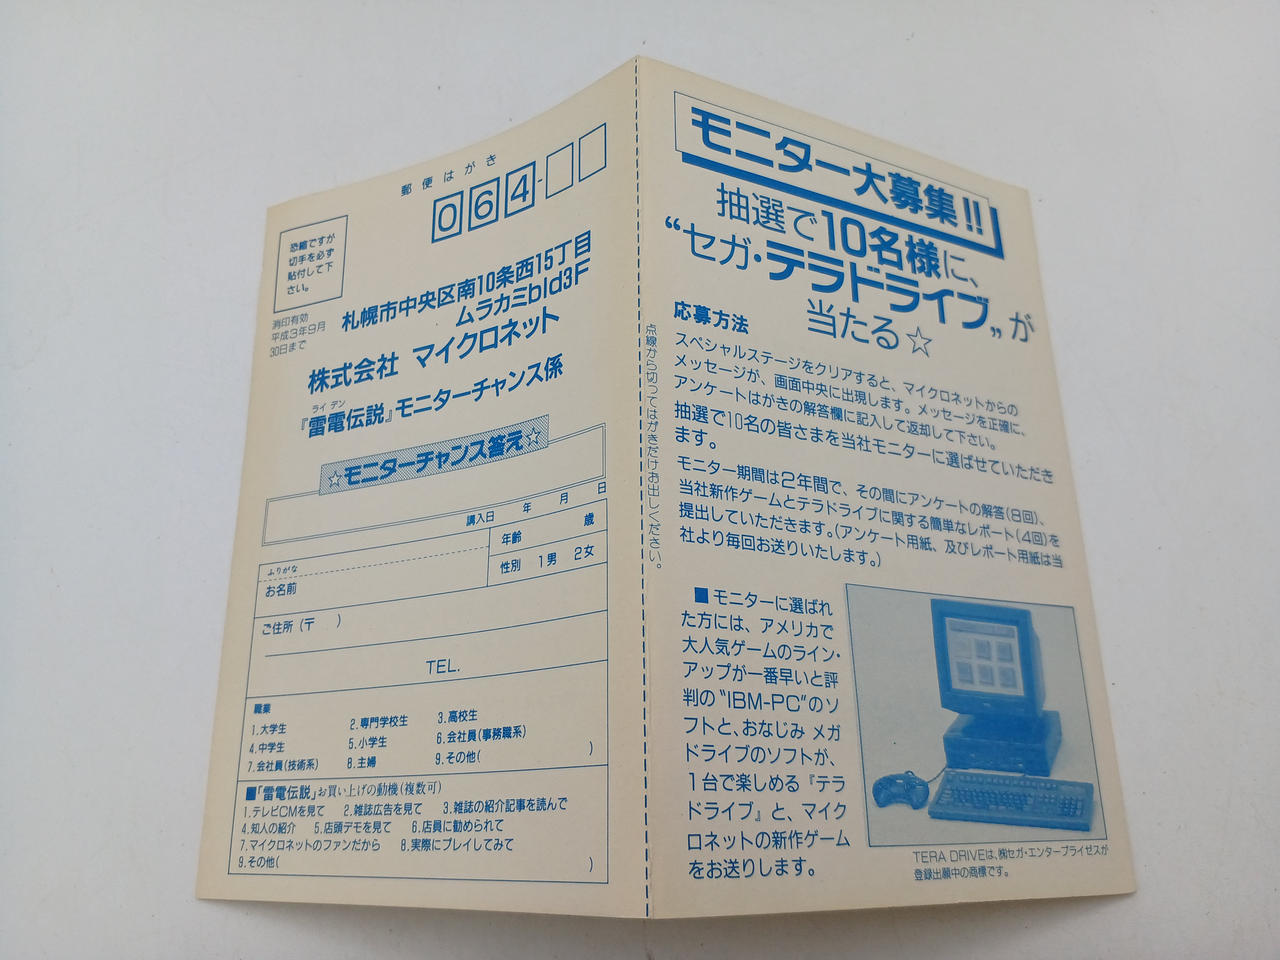 郵便はがき
064-
恐縮ですが
切手を必ず
貼付して下
さい。
消印有効
平成3年9月
30日まで
札幌市中央区南10条西15丁目
ムラカミbld3F
株式会社 マイクロネット
ライ デン
『雷電伝説』モニターチャンス係
☆モニターチャンス答え☆
購入日 年 月 日
ふりがな
お名前
年齢 歳
性別 1男 2女
ご住所(〒 )
TEL.
職業
1.大学生 2.専門学校生 3.高校生
4.中学生 5.小学生 6.会社員(事務職系)
7.会社員(技術系) 8.主婦 9.その他( )
■「雷電伝説」お買い上げの動機(複数可)
1.テレビCMを見て 2.雑誌広告を見て 3.雑誌の紹介記事を読んで
4.知人の紹介 5.店頭デモを見て 6.店員に勧められて
7.マイクロネットのファンだから 8.実際にプレイしてみて
9.その他( )
点線から切ってはがきだけお出しください。
モニター大募集!!
抽選で10名様に、
“セガ・テラドライブ”が
当たる☆
応募方法
スペシャルステージをクリアすると、マイクロネットからの
メッセージが、画面中央に出現します。メッセージを正確に、
アンケートはがきの解答欄に記入して返却して下さい。
抽選で10名の皆さまを当社モニターに選ばせていただき
ます。
モニター期間は2年間で、その間にアンケートの解答(8回)、
当社新作ゲームとテラドライブに関する簡単なレポート(4回)を
提出していただきます。(アンケート用紙、及びレポート用紙は当
社より毎回お送りいたします。)
■モニターに選ばれ
た方には、アメリカで
大人気ゲームのライン・
アップが一番早いと評
判の“IBM-PC”のソ
フトと、おなじみ メガ
ドライブのソフトが、
1台で楽しめる『テラ
ドライブ』と、マイク
ロネットの新作ゲーム
をお送りします。
TERA DRIVEは、㈱セガ・エンタープライゼスが
登録出願中の商標です。